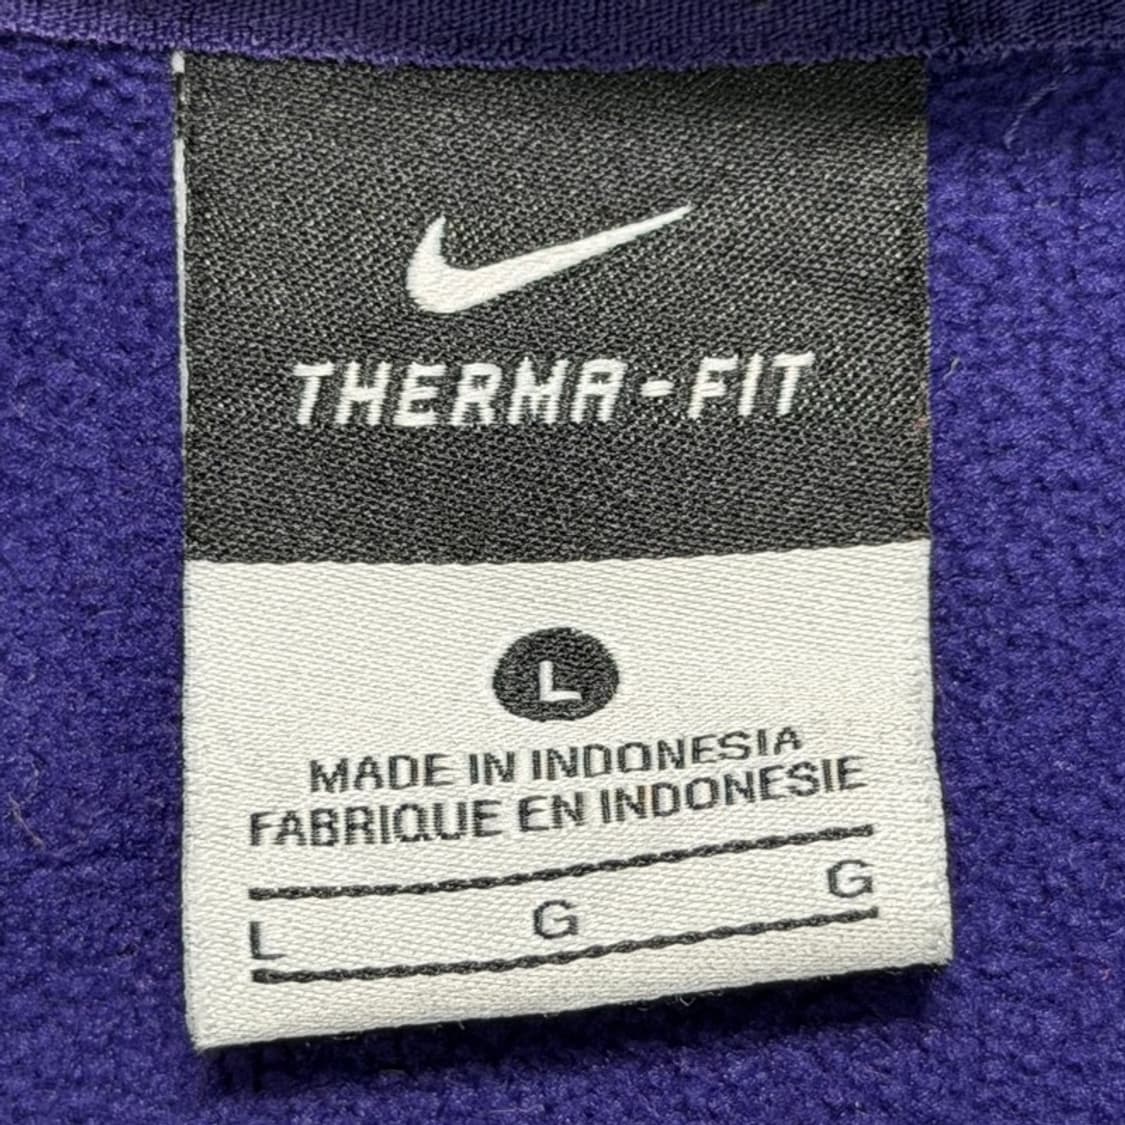 THERMA-FIT
L
MADE IN INDONESIA
FABRIQUE EN INDONESIE
L G G